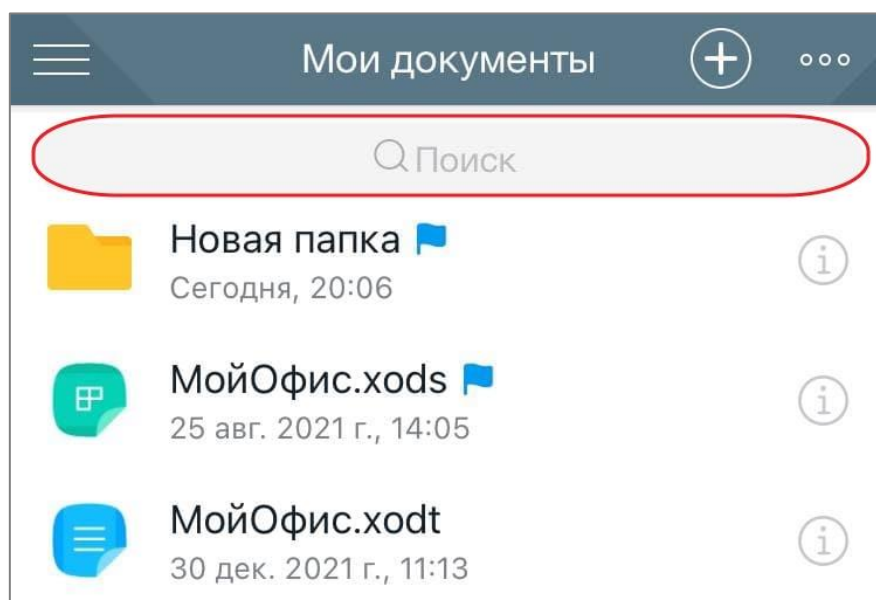 Мои документы
Поиск
Новая папка
Сегодня, 20:06
МойОфис.xods
25 авг. 2021 г., 14:05
МойОфис.xodt
30 дек. 2021 г., 11:13